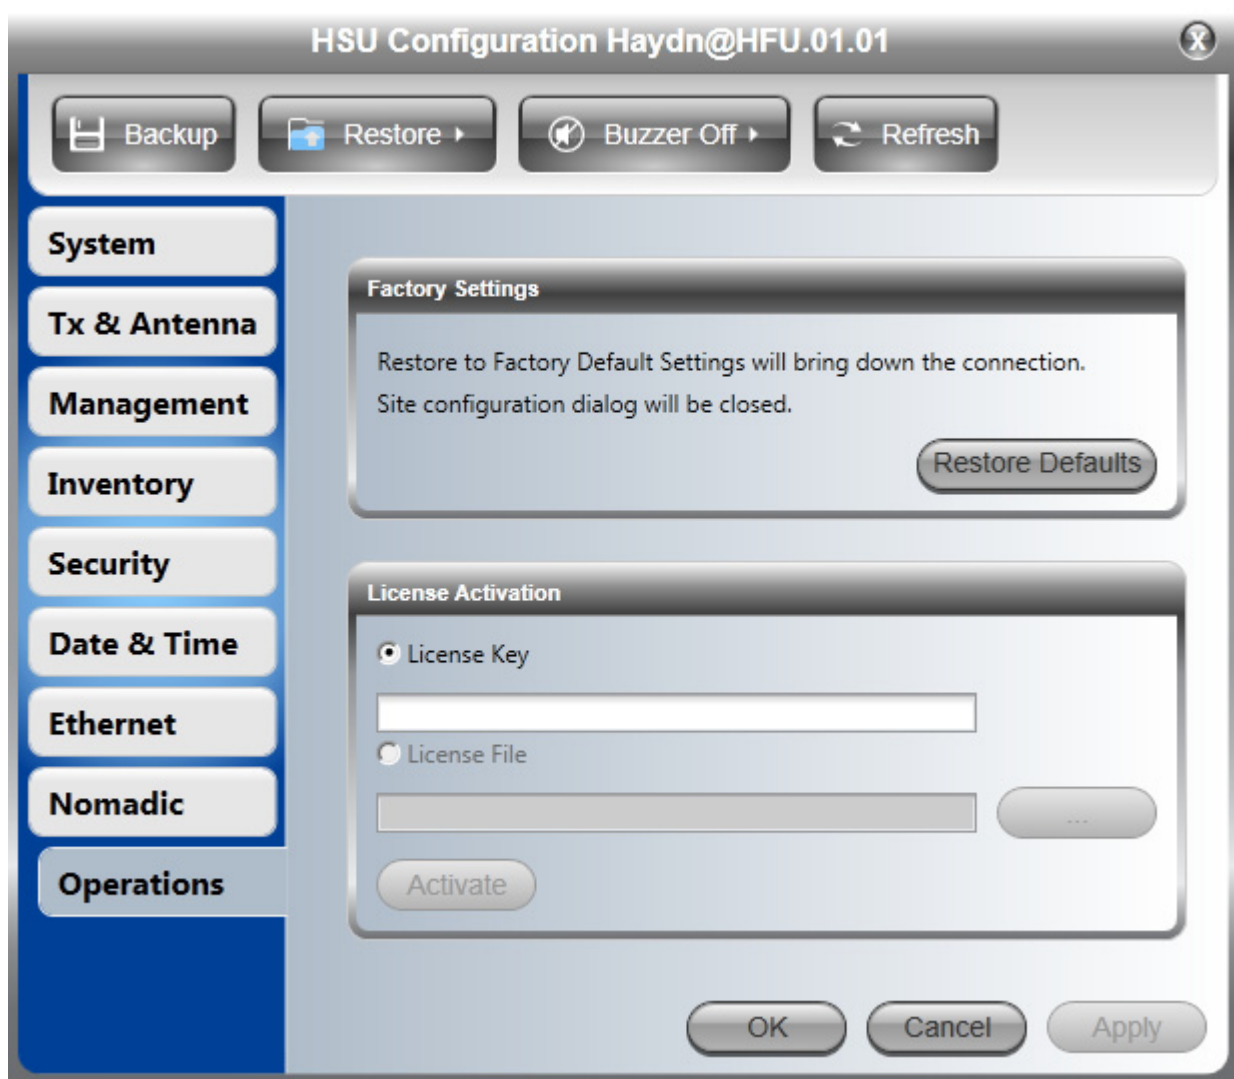 HSU Configuration Haydn@HFU.01.01
X
Backup
Restore
Buzzer Off
Refresh
System
Tx & Antenna
Management
Inventory
Security
Date & Time
Ethernet
Nomadic
Operations
Factory Settings
Restore to Factory Default Settings will bring down the connection.
Site configuration dialog will be closed.
Restore Defaults
License Activation
License Key
License File
...
Activate
OK
Cancel
Apply